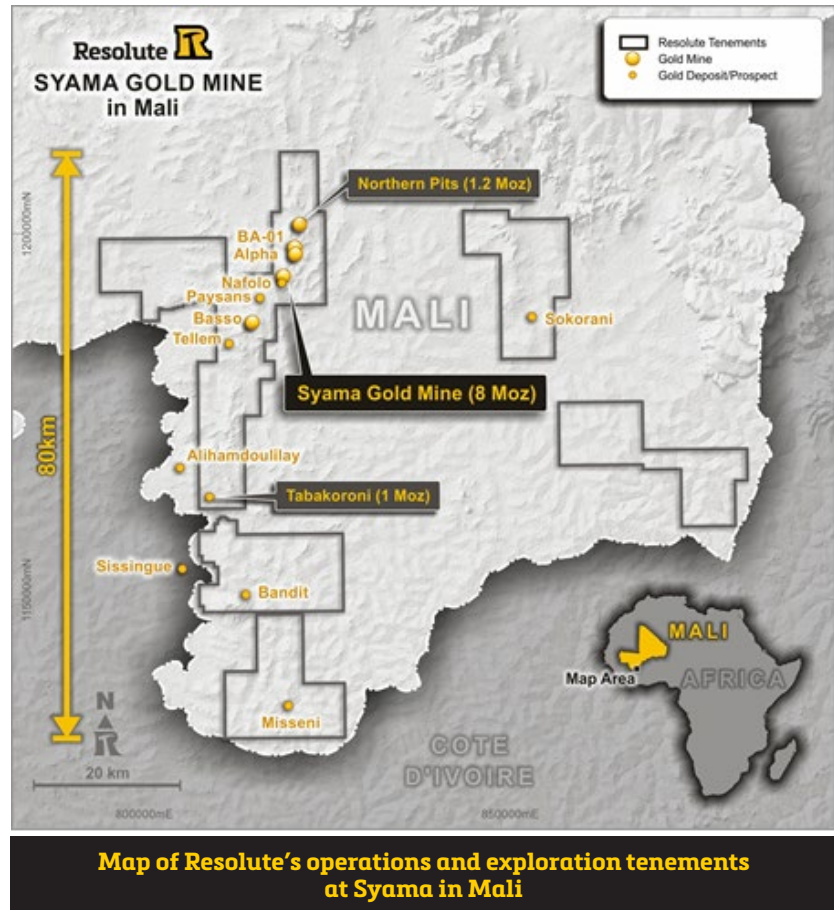 Resolute R
SYAMA GOLD MINE
in Mali
Resolute Tenements
Gold Mine
Gold Deposit/Prospect
Northern Pits (1.2 Moz)
1200000mN
BA-01
Alpha
Nafolo
Paysans
MALI
Basso
Sokorani
Tellem
Syama Gold Mine (8 Moz)
80km
Alihamdoulilay
Tabakoroni (1 Moz)
Sissingue
Bandit
1150000mN
MALI
Map Area
AFRICA
N
R
Misseni
COTE
D'IVOIRE
20 km
800000mE
850000mE
Map of Resolute's operations and exploration tenements
at Syama in Mali